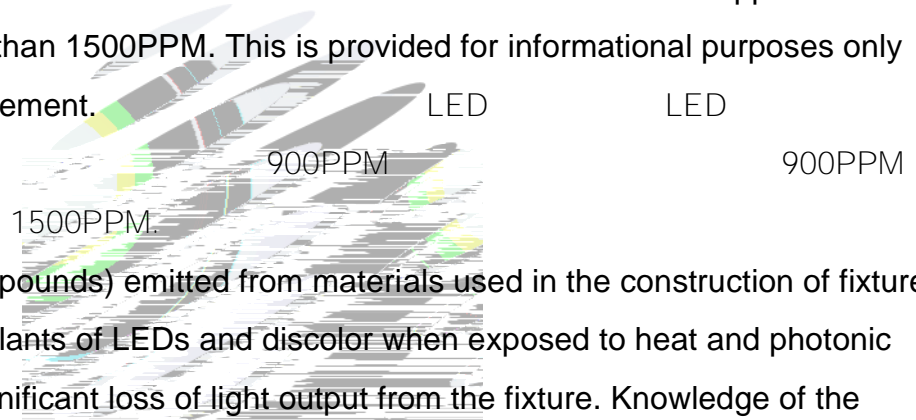 than 1500PPM. This is provided for informational purposes only
ement. LED LED
900PPM 900PPM
1500PPM.
pounds) emitted from materials used in the construction of fixture
lants of LEDs and discolor when exposed to heat and photonic
nificant loss of light output from the fixture. Knowledge of the